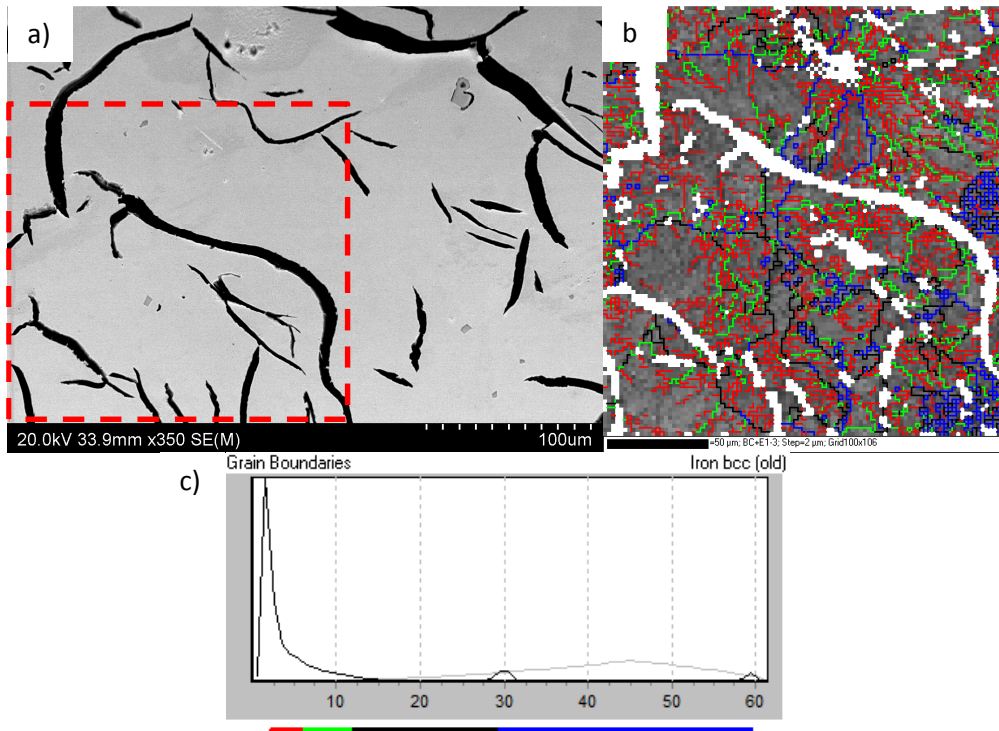 a)
b
20.0kV 33.9mm x350 SE(M)
100um
=50 µm; BC+E1-3; Step=2 µm; Grid100x106
c)
Grain Boundaries
Iron bcc (old)
10
20
30
40
50
60